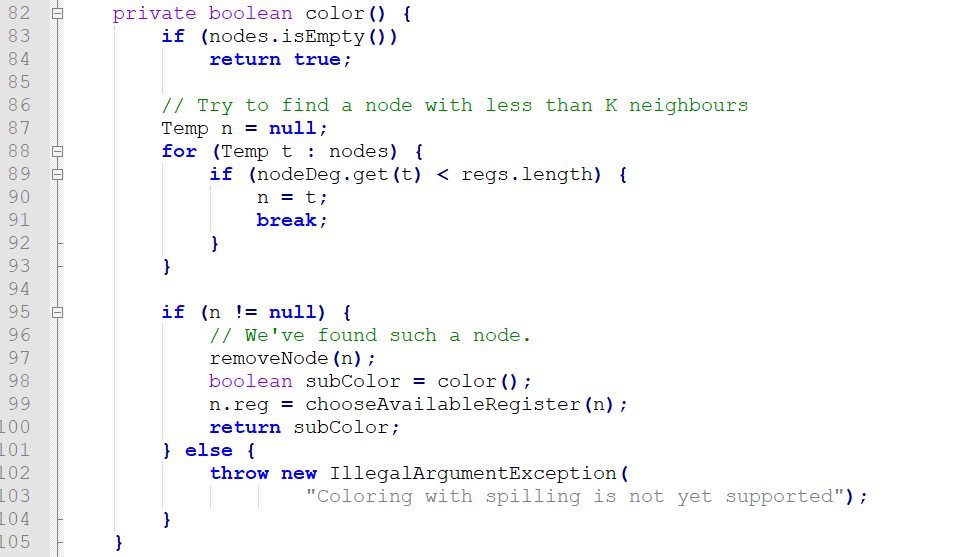 82 private boolean color() {
83 if (nodes.isEmpty())
84 return true;
85
86 // Try to find a node with less than K neighbours
87 Temp n = null;
88 for (Temp t : nodes) {
89 if (nodeDeg.get(t) < regs.length) {
90 n = t;
91 break;
92 }
93 }
94
95 if (n != null) {
96 // We've found such a node.
97 removeNode(n);
98 boolean subColor = color();
99 n.reg = chooseAvailableRegister(n);
100 return subColor;
101 } else {
102 throw new IllegalArgumentException(
103 "Coloring with spilling is not yet supported");
104 }
105 }